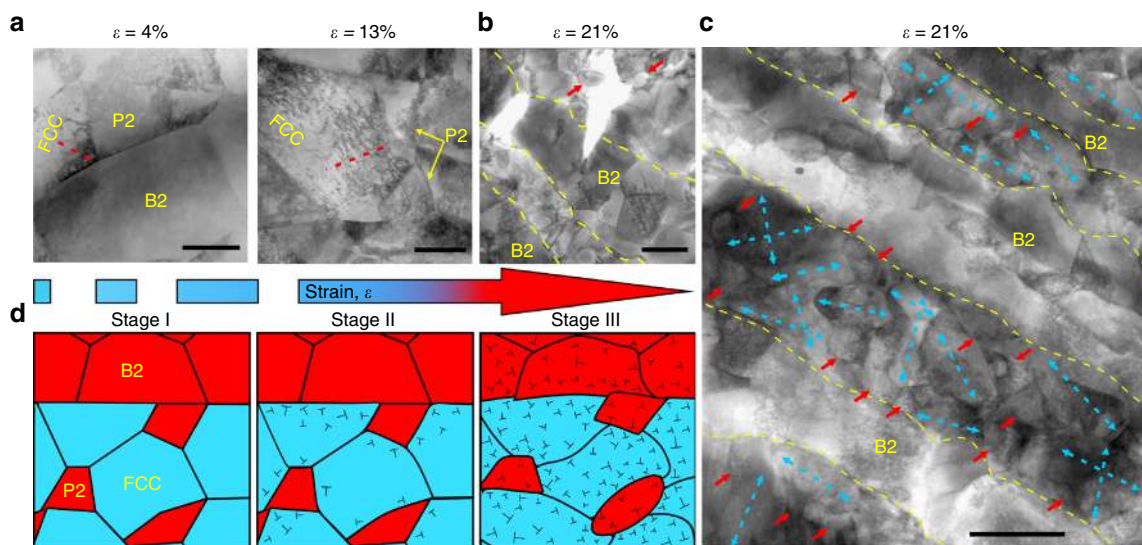 a
ε = 4%
ε = 13%
b
ε = 21%
c
ε = 21%
FCC
P2
B2
FCC
P2
B2
B2
B2
B2
B2
Strain, ε
d
Stage I
Stage II
Stage III
B2
P2
FCC